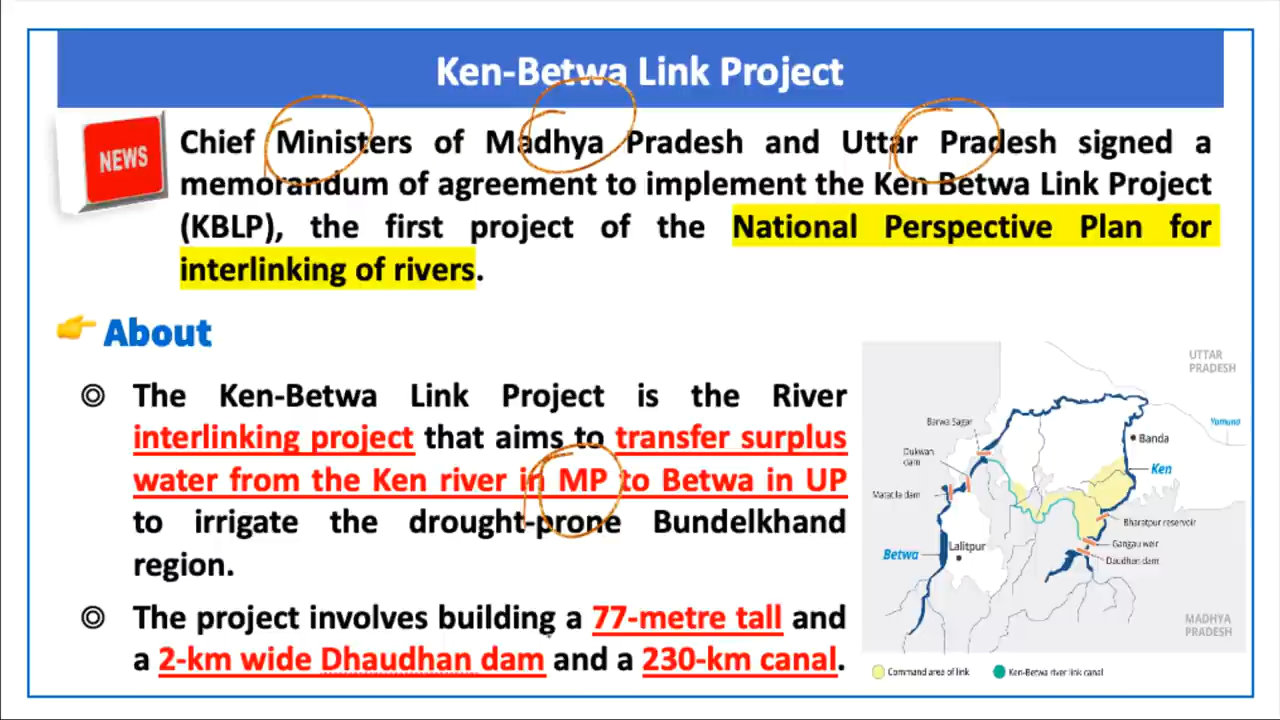 Ken-Betwa Link Project
NEWS
Chief Ministers of Madhya Pradesh and Uttar Pradesh signed a
memorandum of agreement to implement the Ken Betwa Link Project
(KBLP), the first project of the National Perspective Plan for
interlinking of rivers.
About
The Ken-Betwa Link Project is the River
interlinking project that aims to transfer surplus
water from the Ken river in MP to Betwa in UP
to irrigate the drought-prone Bundelkhand
region.
The project involves building a 77-metre tall and
a 2-km wide Dhaudhan dam and a 230-km canal.
UTTAR
PRADESH
Barwa Sagar
Yamuna
Banda
Dukwan
dam
Ken
Matatila dam
Bharatpur reservoir
Gangau weir
Lalitpur
Betwa
Daudhan dam
MADHYA
PRADESH
Command area of link
Ken-Betwa river link canal